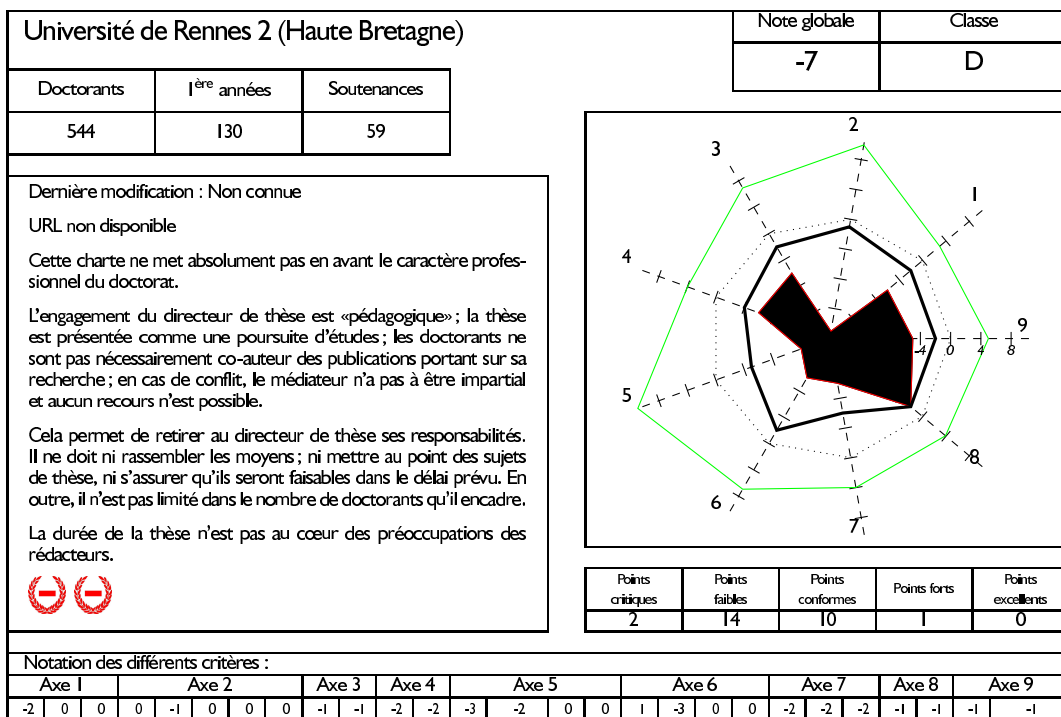 Université de Rennes 2 (Haute Bretagne)
Note globale Classe
-7 D
Doctorants 1ère années Soutenances
544 130 59
Dernière modification : Non connue
URL non disponible
Cette charte ne met absolument pas en avant le caractère profes-
sionnel du doctorat.
L'engagement du directeur de thèse est «pédagogique» ; la thèse
est présentée comme une poursuite d'études ; les doctorants ne
sont pas nécessairement co-auteur des publications portant sur sa
recherche ; en cas de conflit, le médiateur n'a pas à être impartial
et aucun recours n'est possible.
Cela permet de retirer au directeur de thèse ses responsabilités.
Il ne doit ni rassembler les moyens ; ni mettre au point des sujets
de thèse, ni s'assurer qu'ils seront faisables dans le délai prévu. En
outre, il n'est pas limité dans le nombre de doctorants qu'il encadre.
La durée de la thèse n'est pas au cœur des préoccupations des
rédacteurs.
2
3
1
4
9
-4 0 4 8
5
8
6
7
Points critiques Points faibles Points conformes Points forts Points excellents
2 14 10 1 0
Notation des différents critères :
Axe 1 Axe 2 Axe 3 Axe 4 Axe 5 Axe 6 Axe 7 Axe 8 Axe 9
-2 0 0 0 -1 0 0 0 -1 -1 -2 -2 -3 -2 0 0 1 -3 0 0 -2 -2 -2 -1 -1 -1 -1